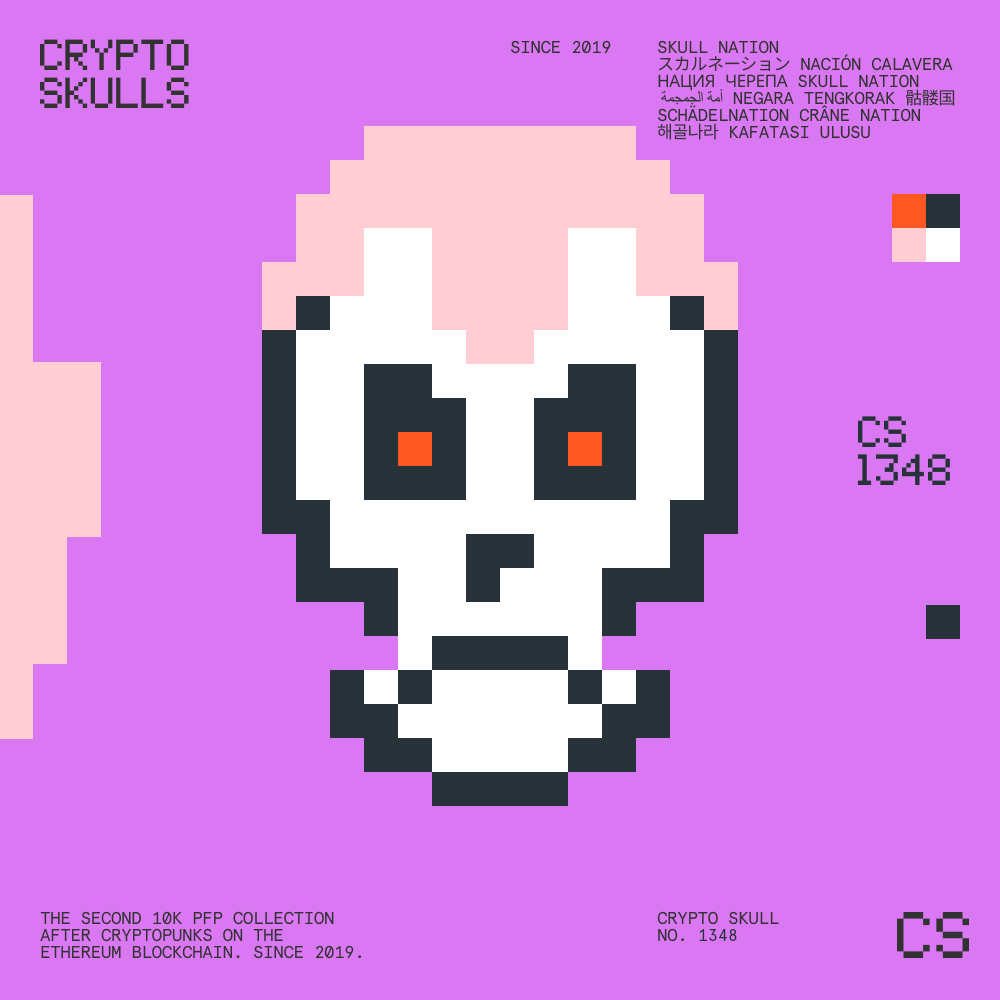 CRYPTO
SKULLS
SINCE 2019
SKULL NATION
スカルネーション NACIÓN CALAVERA
НАЦИЯ ЧЕРЕПА SKULL NATION
أمة الجمجمة NEGARA TENGKORAK 骷髅国
SCHÄDELNATION CRÂNE NATION
해골나라 KAFATASI ULUSU
CS
1348
THE SECOND 10K PFP COLLECTION
AFTER CRYPTOPUNKS ON THE
ETHEREUM BLOCKCHAIN. SINCE 2019.
CRYPTO SKULL
NO. 1348
CS